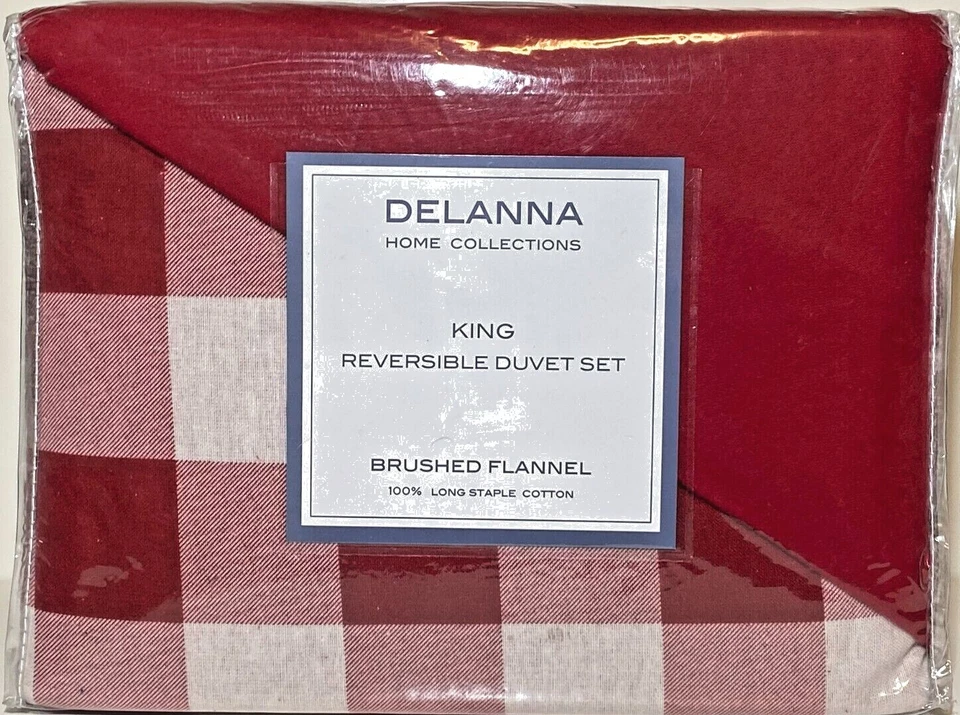 DELANNA
HOME COLLECTIONS
KING
REVERSIBLE DUVET SET
BRUSHED FLANNEL
100% LONG STAPLE COTTON